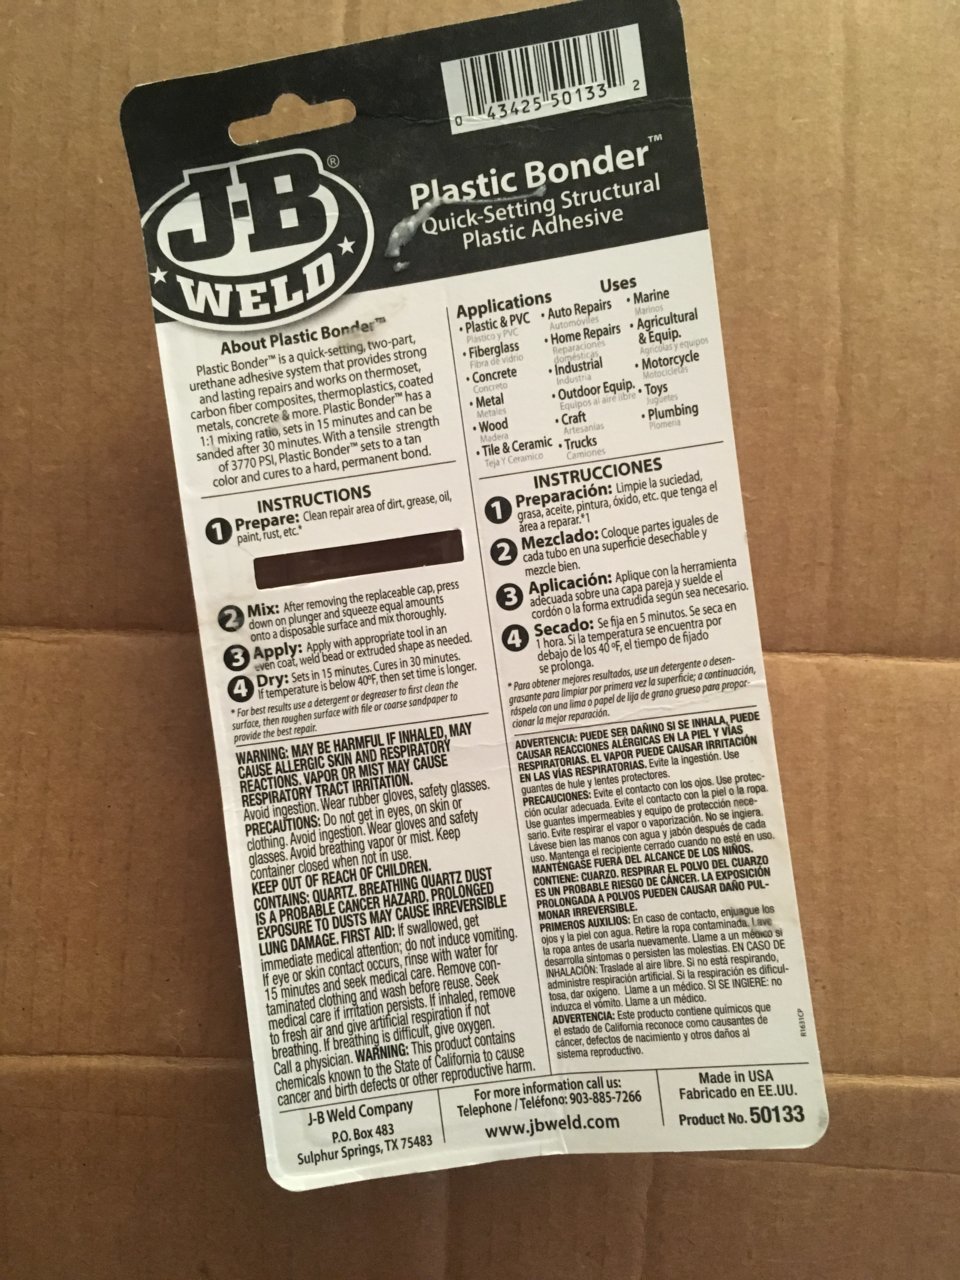 0 43425 50133 2
J-B
WELD
®
Plastic Bonder™
Quick-Setting Structural
Plastic Adhesive
About Plastic Bonder™
Plastic Bonder™ is a quick-setting, two-part,
urethane adhesive system that provides strong
and lasting repairs and works on thermoset,
carbon fiber composites, thermoplastics, coated
metals, concrete & more. Plastic Bonder™ has a
1:1 mixing ratio, sets in 15 minutes and can be
sanded after 30 minutes. With a tensile strength
of 3770 PSI, Plastic Bonder™ sets to a tan
color and cures to a hard, permanent bond.
Applications
• Plastic & PVC
Plástico y PVC
• Fiberglass
Fibra de vidrio
• Concrete
Concreto
• Metal
Metales
• Wood
Madera
• Tile & Ceramic
Teja Y Ceramico
Uses
• Auto Repairs
Automóviles
• Home Repairs
Reparaciones
domésticas
• Industrial
Industria
• Outdoor Equip.
Equipos al aire libre
• Craft
Artesanías
• Trucks
Camiones
• Marine
Marinos
• Agricultural
& Equip.
Agrícolas y equipos
• Motorcycle
Motocicletas
• Toys
Juguetes
• Plumbing
Plomería
INSTRUCTIONS
1 Prepare: Clean repair area of dirt, grease, oil,
paint, rust, etc.*
2 Mix: After removing the replaceable cap, press
down on plunger and squeeze equal amounts
onto a disposable surface and mix thoroughly.
3 Apply: Apply with appropriate tool in an
even coat, weld bead or extruded shape as needed.
4 Dry: Sets in 15 minutes. Cures in 30 minutes.
If temperature is below 40ºF, then set time is longer.
* For best results use a detergent or degreaser to first clean the
surface, then roughen surface with file or coarse sandpaper to
provide the best repair.
WARNING: MAY BE HARMFUL IF INHALED, MAY
CAUSE ALLERGIC SKIN AND RESPIRATORY
REACTIONS. VAPOR OR MIST MAY CAUSE
RESPIRATORY TRACT IRRITATION.
Avoid ingestion. Wear rubber gloves, safety glasses.
PRECAUTIONS: Do not get in eyes, on skin or
clothing. Avoid ingestion. Wear gloves and safety
glasses. Avoid breathing vapor or mist. Keep
container closed when not in use.
KEEP OUT OF REACH OF CHILDREN.
CONTAINS: QUARTZ. BREATHING QUARTZ DUST
IS A PROBABLE CANCER HAZARD. PROLONGED
EXPOSURE TO DUSTS MAY CAUSE IRREVERSIBLE
LUNG DAMAGE. FIRST AID: If swallowed, get
immediate medical attention; do not induce vomiting.
If eye or skin contact occurs, rinse with water for
15 minutes and seek medical care. Remove con-
taminated clothing and wash before reuse. Seek
medical care if irritation persists. If inhaled, remove
to fresh air and give artificial respiration if not
breathing. If breathing is difficult, give oxygen.
Call a physician. WARNING: This product contains
chemicals known to the State of California to cause
cancer and birth defects or other reproductive harm.
INSTRUCCIONES
1 Preparación: Limpie la suciedad,
grasa, aceite, pintura, óxido, etc. que tenga el
área a reparar.*1
2 Mezclado: Coloque partes iguales de
cada tubo en una superficie desechable y
mezcle bien.
3 Aplicación: Aplique con la herramienta
adecuada sobre una capa pareja y suelde el
cordón o la forma extrudida según sea necesario.
4 Secado: Se fija en 5 minutos. Se seca en
1 hora. Si la temperatura se encuentra por
debajo de los 40 ºF, el tiempo de fijado
se prolonga.
* Para obtener mejores resultados, use un detergente o desen-
grasante para limpiar por primera vez la superficie; a continuación,
ráspela con una lima o papel de lija de grano grueso para propor-
cionar la mejor reparación.
ADVERTENCIA: PUEDE SER DAÑINO SI SE INHALA, PUEDE
CAUSAR REACCIONES ALÉRGICAS EN LA PIEL Y VÍAS
RESPIRATORIAS. EL VAPOR PUEDE CAUSAR IRRITACIÓN
EN LAS VÍAS RESPIRATORIAS. Evite la ingestión. Use
guantes de hule y lentes protectores.
PRECAUCIONES: Evite el contacto con los ojos. Use protec-
ción ocular adecuada. Evite el contacto con la piel o la ropa.
Use guantes impermeables y equipo de protección nece-
sario. Evite respirar el vapor o vaporización. No se ingiera.
Lávese bien las manos con agua y jabón después de cada
uso. Mantenga el recipiente cerrado cuando no esté en uso.
MANTÉNGASE FUERA DEL ALCANCE DE LOS NIÑOS.
CONTIENE: CUARZO. RESPIRAR EL POLVO DEL CUARZO
ES UN PROBABLE RIESGO DE CÁNCER. LA EXPOSICIÓN
PROLONGADA A POLVOS PUEDEN CAUSAR DAÑO PUL-
MONAR IRREVERSIBLE.
PRIMEROS AUXILIOS: En caso de contacto, enjuague los
ojos y la piel con agua. Retire la ropa contaminada. Lave
la ropa antes de usarla nuevamente. Llame a un médico si
desarrolla síntomas o persisten las molestias. EN CASO DE
INHALACIÓN: Traslade al aire libre. Si no está respirando,
administre respiración artificial. Si la respiración es dificul-
tosa, dar oxígeno. Llame a un médico. SI SE INGIERE: no
induzca el vómito. Llame a un médico.
ADVERTENCIA: Este producto contiene químicos que
el estado de California reconoce como causantes de
cáncer, defectos de nacimiento y otros daños al
sistema reproductivo.
R1631CP
J-B Weld Company
P.O. Box 483
Sulphur Springs, TX 75483
For more information call us:
Telephone / Teléfono: 903-885-7266
www.jbweld.com
Made in USA
Fabricado en EE.UU.
Product No. 50133